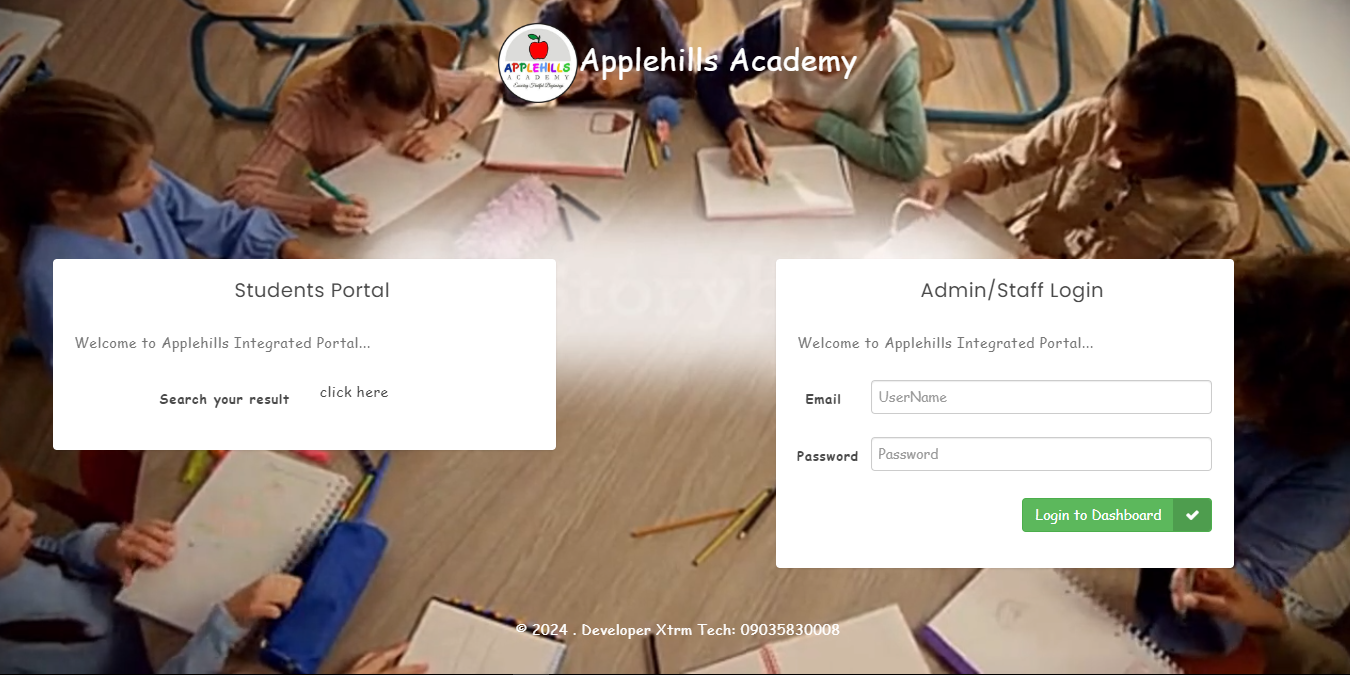 APPLEHILLS
ACADEMY
Applehills Academy
Students Portal
Welcome to Applehills Integrated Portal...
Search your result click here
Admin/Staff Login
Welcome to Applehills Integrated Portal...
Email UserName
Password Password
Login to Dashboard
© 2024 . Developer Xtrm Tech: 09035830008